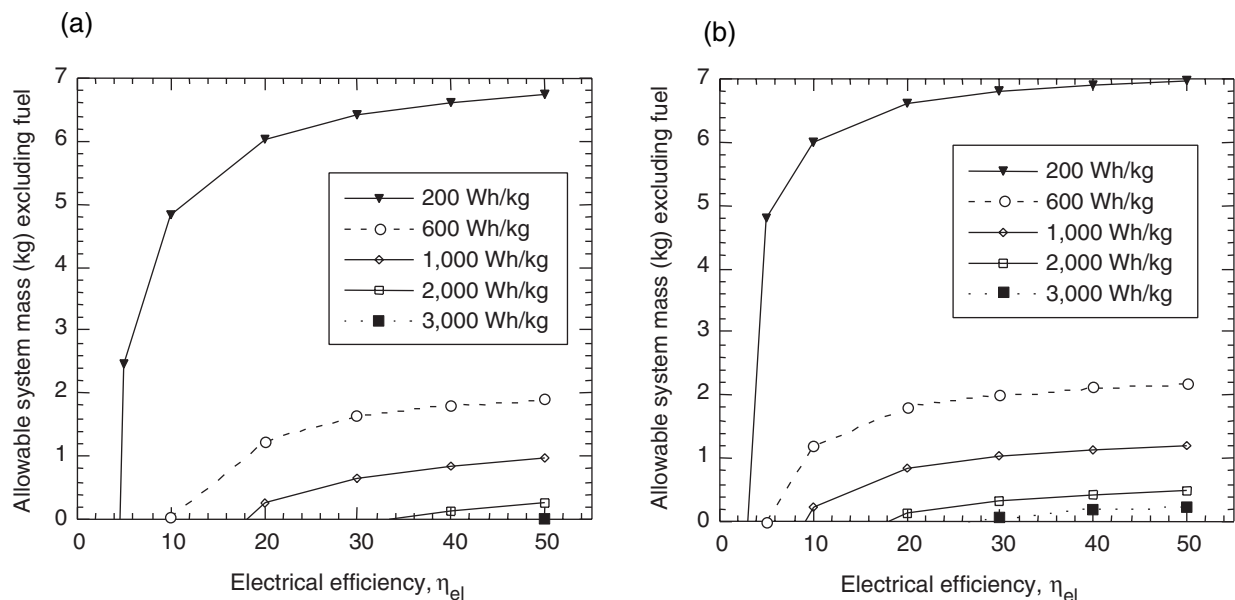 (a)
Allowable system mass (kg) excluding fuel
7
6
5
4
3
2
1
0
0 10 20 30 40 50
Electrical efficiency, η_el
200 Wh/kg
600 Wh/kg
1,000 Wh/kg
2,000 Wh/kg
3,000 Wh/kg
(b)
Allowable system mass (kg) excluding fuel
7
6
5
4
3
2
1
0
0 10 20 30 40 50
Electrical efficiency, η_el
200 Wh/kg
600 Wh/kg
1,000 Wh/kg
2,000 Wh/kg
3,000 Wh/kg